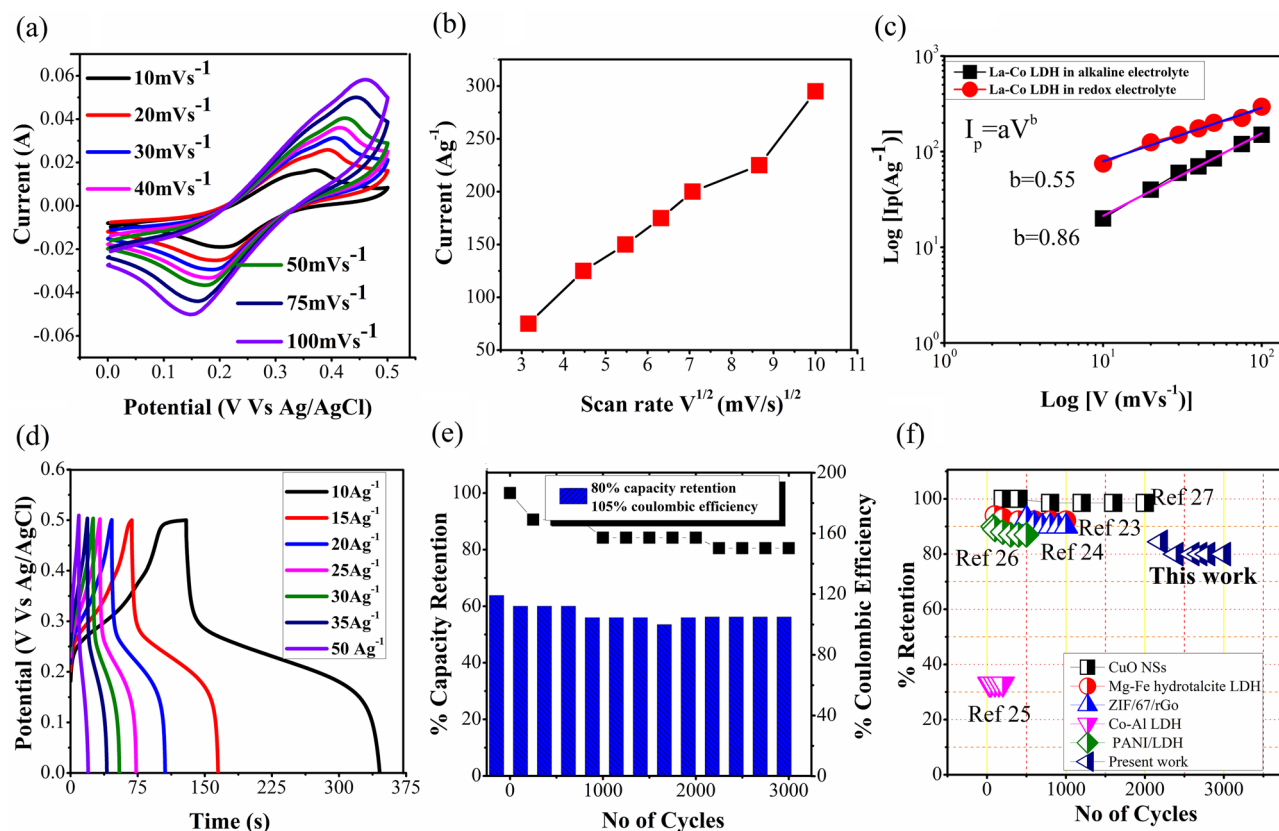 (a)
10mVs-1
20mVs-1
30mVs-1
40mVs-1
50mVs-1
75mVs-1
100mVs-1
0.06
0.04
0.02
0.00
-0.02
-0.04
-0.06
Current (A)
0.0 0.1 0.2 0.3 0.4 0.5
Potential (V Vs Ag/AgCl)
(b)
300
250
200
150
100
50
Current (Ag-1)
3 4 5 6 7 8 9 10 11
Scan rate V1/2 (mV/s)1/2
(c)
La-Co LDH in alkaline electrolyte
La-Co LDH in redox electrolyte
Ip=aVb
b=0.55
b=0.86
103
102
101
100
Log [Ip(Ag-1)]
100 101 102
Log [V (mVs-1)]
(d)
10Ag-1
15Ag-1
20Ag-1
25Ag-1
30Ag-1
35Ag-1
50 Ag-1
0.6
0.5
0.4
0.3
0.2
0.1
0.0
Potential (V Vs Ag/AgCl)
0 75 150 225 300 375
Time (s)
(e)
80% capacity retention
105% coulombic efficiency
100
80
60
40
20
0
% Capacity Retention
200
160
120
80
40
0
% Coulombic Efficiency
0 1000 2000 3000
No of Cycles
(f)
Ref 27
Ref 23
Ref 24
Ref 26
This work
Ref 25
CuO NSs
Mg-Fe hydrotalcite LDH
ZIF/67/rGo
Co-Al LDH
PANI/LDH
Present work
100
80
60
40
20
0
% Retention
0 1000 2000 3000
No of Cycles